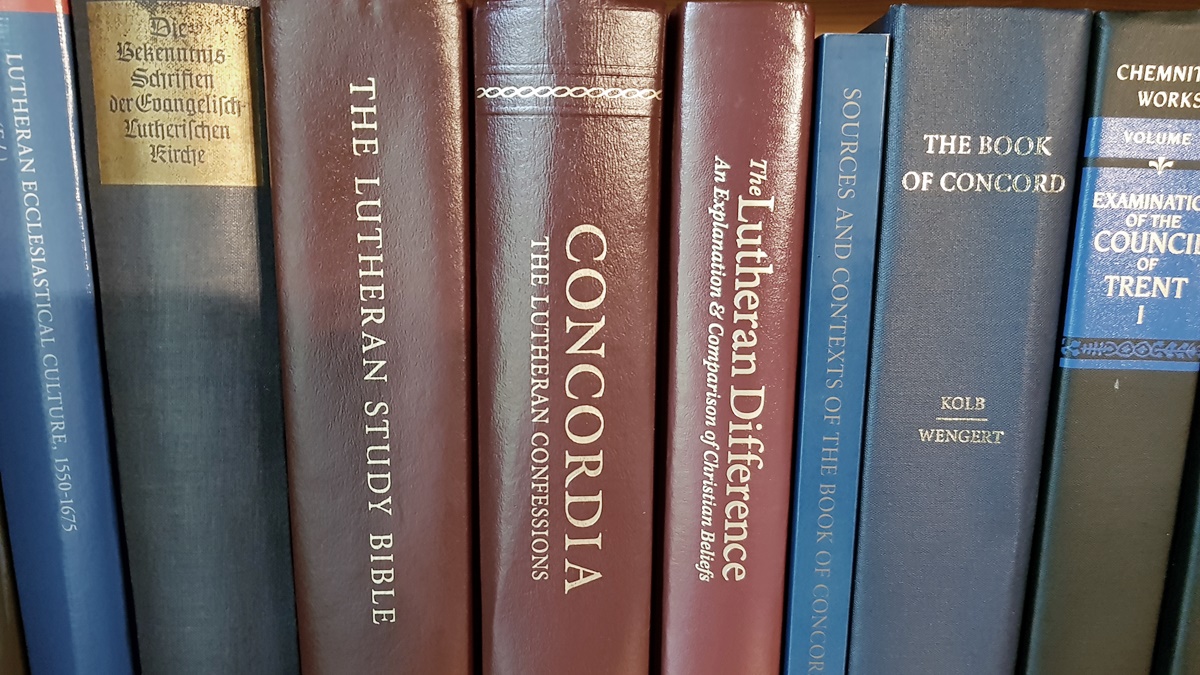 LUTHERAN ECCLESIASTICAL CULTURE, 1550-1675
Die
Bekenntnis-
Schriften
der Evangelisch
Lutherischen
Kirche
THE LUTHERAN STUDY BIBLE
CONCORDIA
THE LUTHERAN CONFESSIONS
The Lutheran Difference
An Explanation & Comparison of Christian Beliefs
SOURCES AND CONTEXTS OF THE BOOK OF CONCOR
THE BOOK
OF CONCORD
KOLB
WENGERT
CHEMNIT
WORKS
VOLUME
EXAMINATIO
OF THE
COUNCIL
OF
TRENT
I